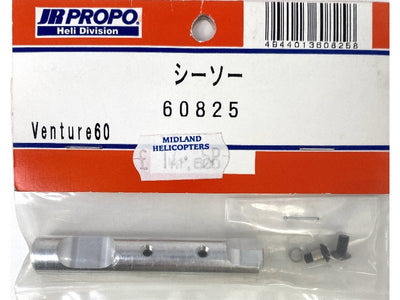 JR PROPO®
Heli Division
4944013608258
シーソー
60825
Venture60
MIDLAND
HELICOPTERS